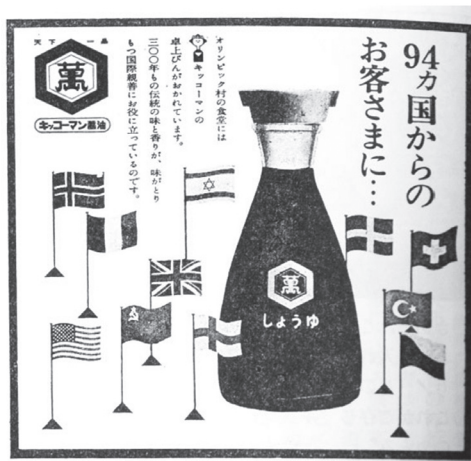 94ヵ国からの
お客さまに…
オリンピック村の食堂には
キッコーマンの
卓上びんがおかれています。
三〇〇年もの伝統の味と香りが、味がとり
もつ国際親善にお役に立っているのです。
天下一品
萬
キッコーマン醤油
萬
しょうゆ